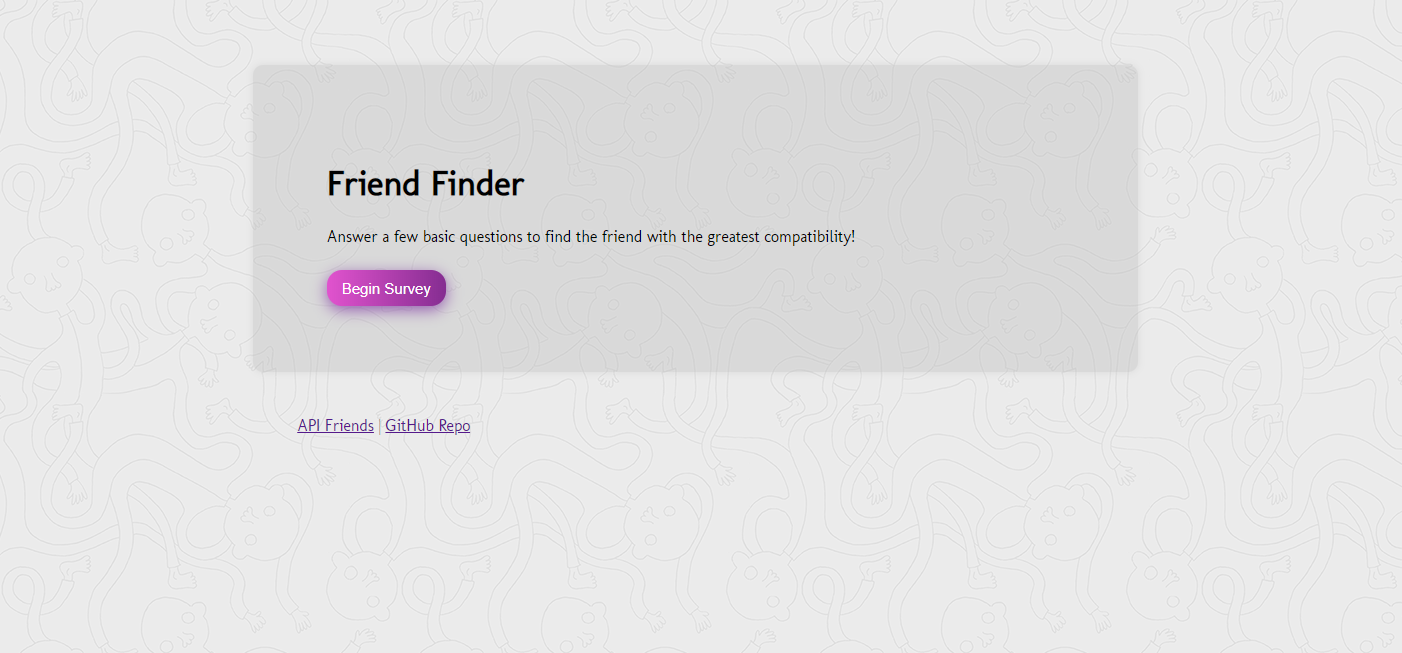 Friend Finder
Answer a few basic questions to find the friend with the greatest compatibility!
Begin Survey
API Friends | GitHub Repo